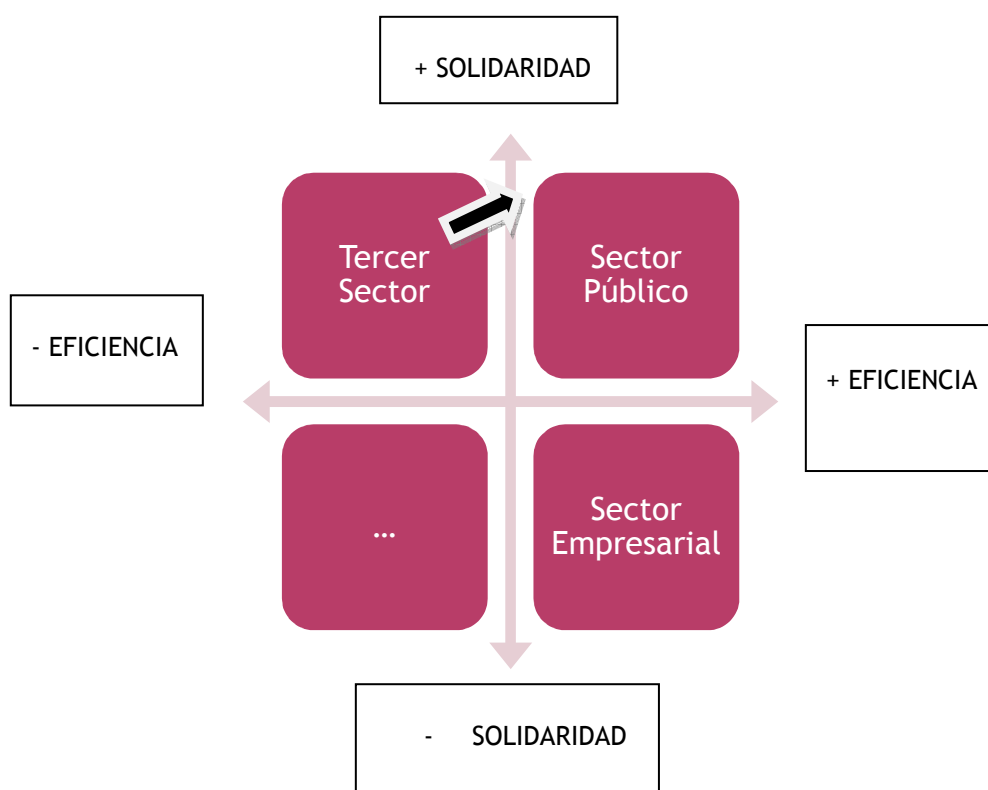 + SOLIDARIDAD
Tercer
Sector
Sector
Público
- EFICIENCIA
+ EFICIENCIA
...
Sector
Empresarial
- SOLIDARIDAD